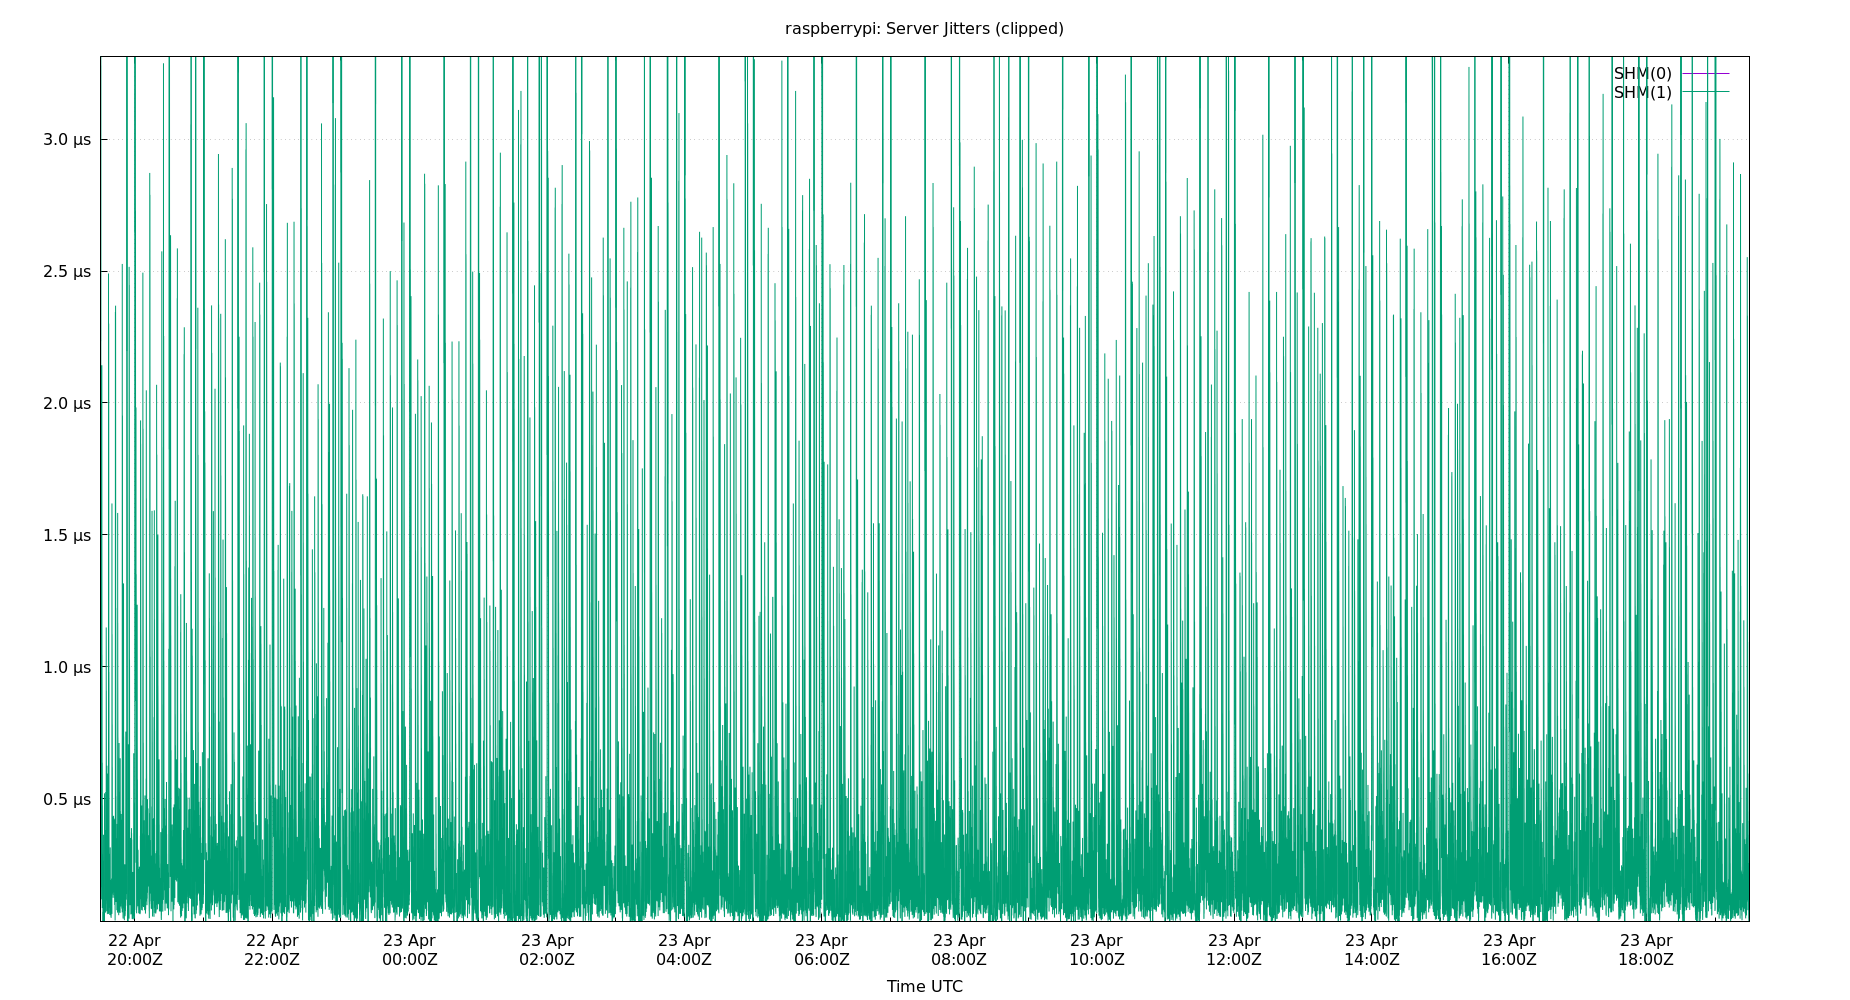 raspberrypi: Server Jitters (clipped)
SHM(0)
SHM(1)
3.0 µs
2.5 µs
2.0 µs
1.5 µs
1.0 µs
0.5 µs
22 Apr 22 Apr 23 Apr 23 Apr 23 Apr 23 Apr 23 Apr 23 Apr 23 Apr 23 Apr 23 Apr 23 Apr
20:00Z 22:00Z 00:00Z 02:00Z 04:00Z 06:00Z 08:00Z 10:00Z 12:00Z 14:00Z 16:00Z 18:00Z
Time UTC